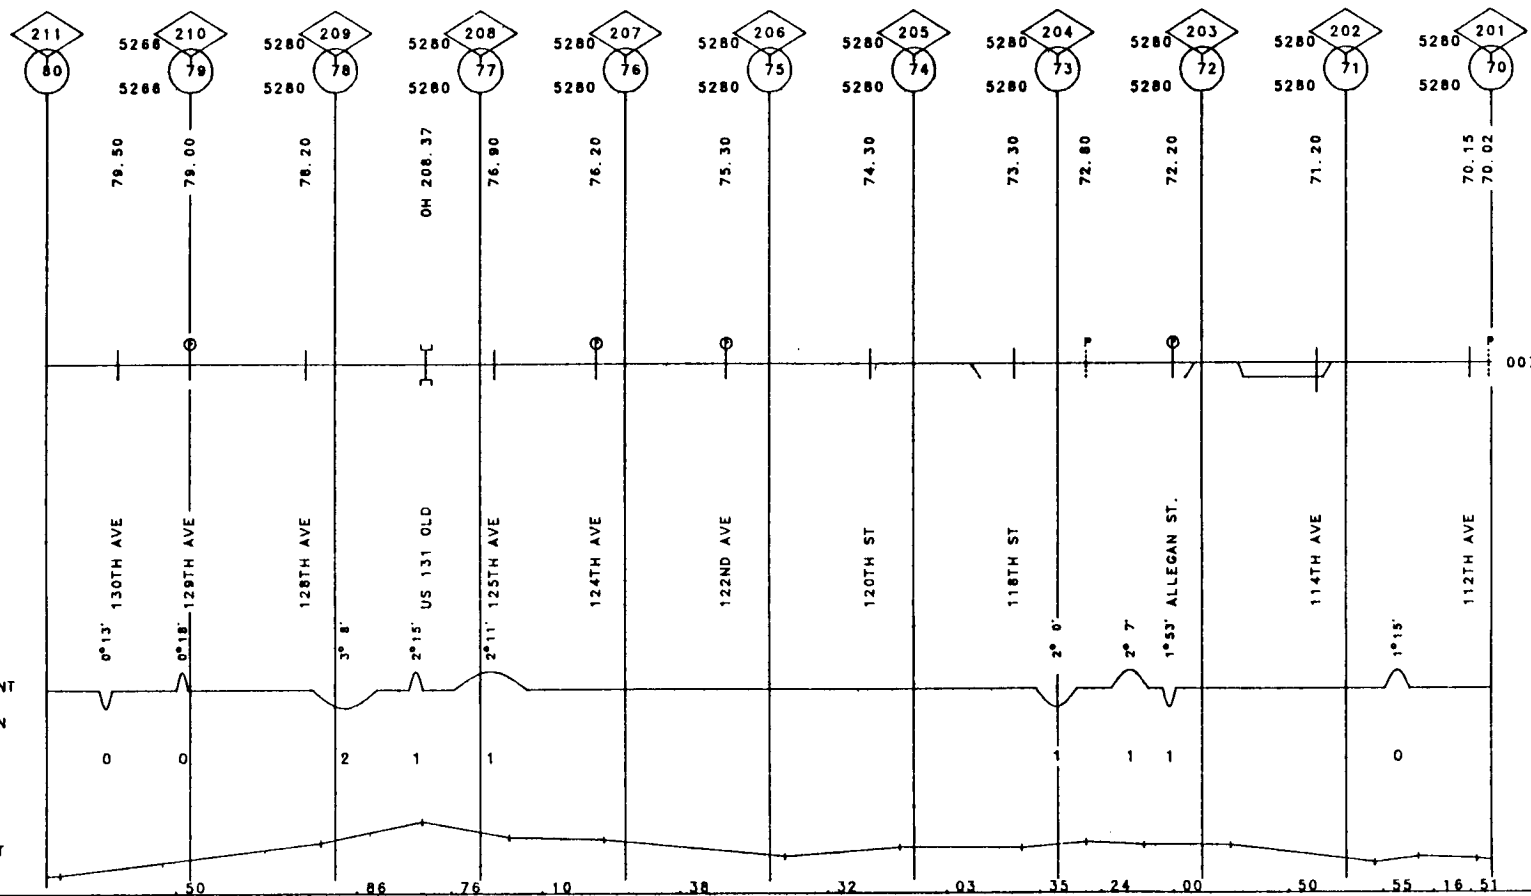 211 210 209 208 207 206 205 204 203 202 201
5268 5280 5280 5280 5280 5280 5280 5280 5280 5280
80 79 78 77 76 75 74 73 72 71 70
5268 5280 5280 5280 5280 5280 5280 5280 5280 5280
79.50 79.00 78.20 OH 208.37 76.90 76.20 75.30 74.30 73.30 72.80 72.20 71.20 70.15 70.02
P P P P P P
130TH AVE
129TH AVE
128TH AVE
US 131 OLD
125TH AVE
124TH AVE
122ND AVE
120TH ST
118TH ST
ALLEGAN ST.
114TH AVE
112TH AVE
0°13' 0°18' 3° 8' 2°15' 2°11' 2° 0' 2° 7' 1°53' 1°15'
NT
N
0 0 2 1 1 1 1 1 0
T
.50 .86 .76 .10 .38 .32 .03 .35 .24 .00 .50 .55 .16 .51